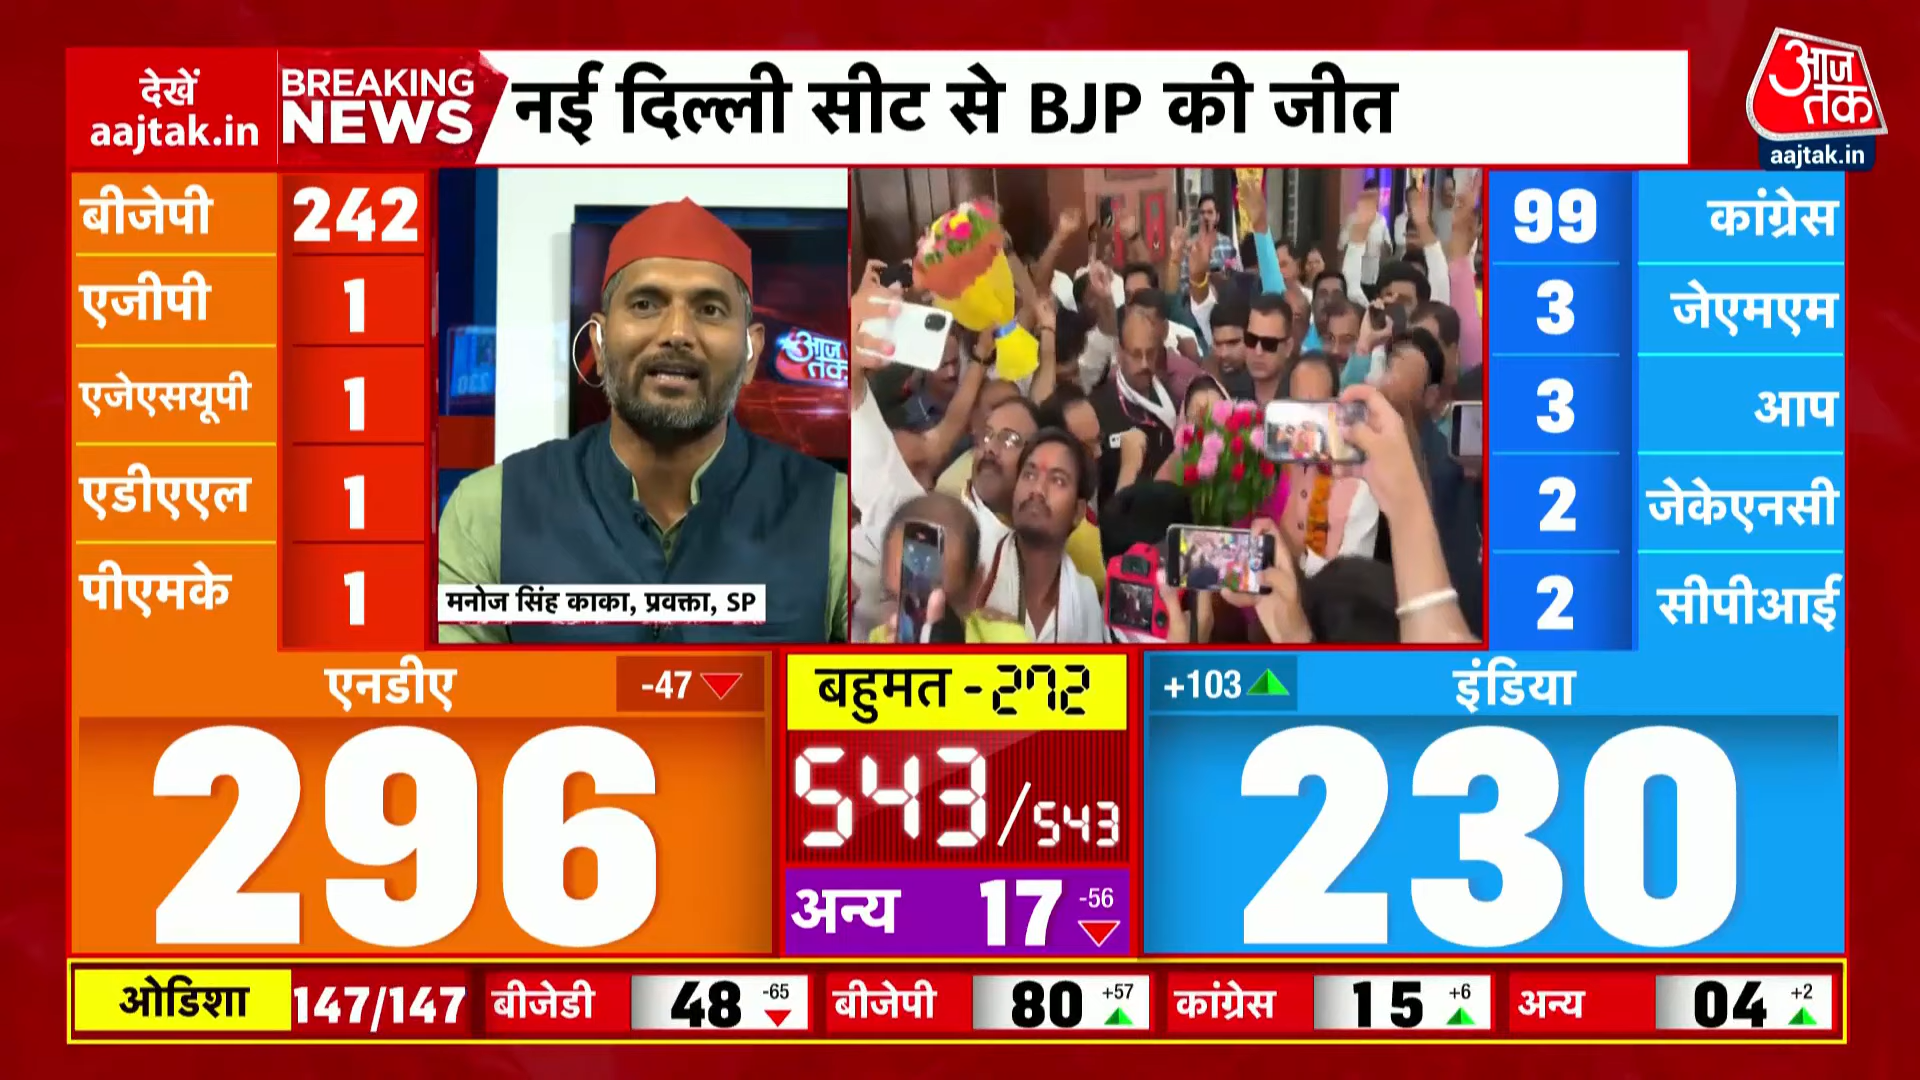 देखें
aajtak.in
BREAKING
NEWS
नई दिल्ली सीट से BJP की जीत
आज
तक
aajtak.in
बीजेपी 242
एजीपी 1
एजेएसयूपी 1
एडीएएल 1
पीएमके 1
आज
तक
मनोज सिंह काका, प्रवक्ता, SP
99 कांग्रेस
3 जेएमएम
3 आप
2 जेकेएनसी
2 सीपीआई
एनडीए -47
296
बहुमत -272
543/543
अन्य 17 -56
+103 इंडिया
230
ओडिशा 147/147 बीजेडी 48 -65 बीजेपी 80 +57 कांग्रेस 15 +6 अन्य 04 +2